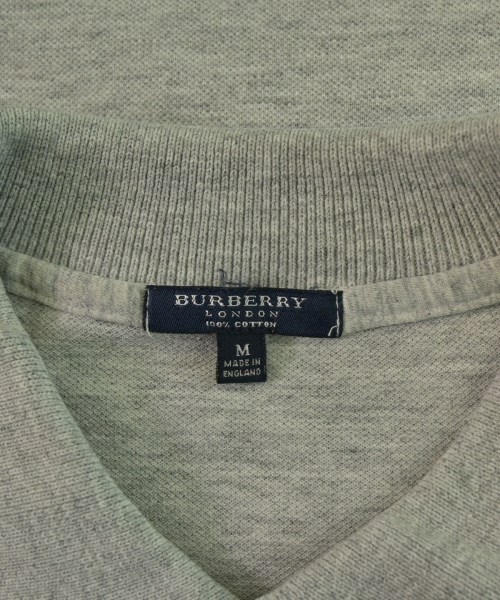 BURBERRY
LONDON
100% COTTON
M
MADE IN
ENGLAND